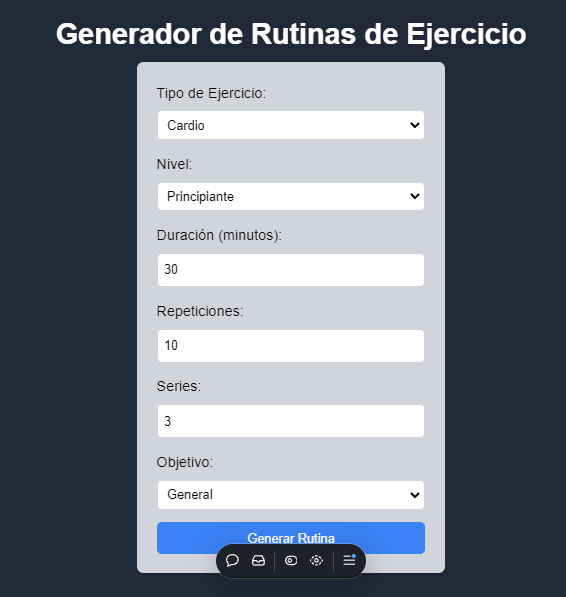 Generador de Rutinas de Ejercicio
Tipo de Ejercicio:
Cardio
Nivel:
Principiante
Duración (minutos):
30
Repeticiones:
10
Series:
3
Objetivo:
General
Generar Rutina